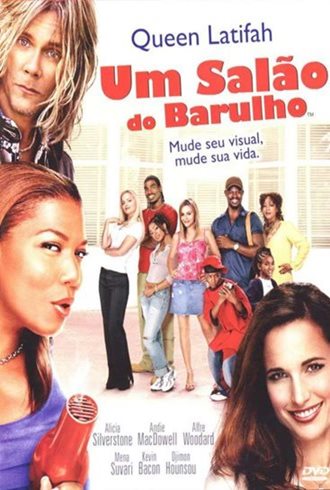 Queen Latifah
Um Salão
do Barulho™
Mude seu visual,
mude sua vida.
Alicia Silverstone
Andie MacDowell
Alfre Woodard
Mena Suvari
Kevin Bacon
Djimon Hounsou
DVD